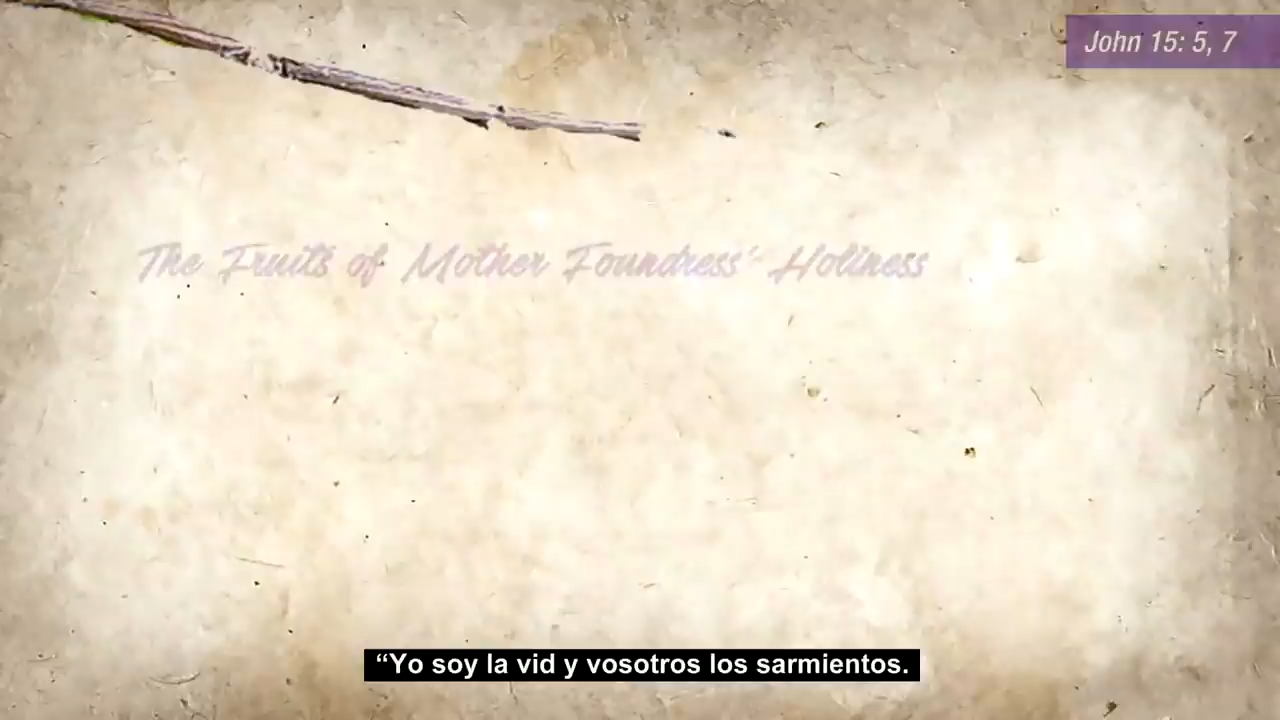 John 15: 5, 7
The Fruits of Mother Foundress' Holiness
“Yo soy la vid y vosotros los sarmientos.